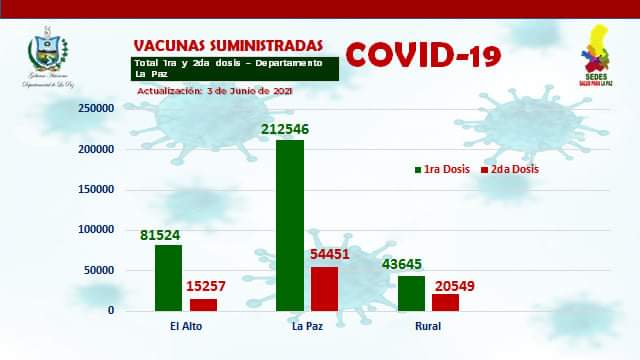 Gobierno Autónomo
Departamental de La Paz
VACUNAS SUMINISTRADAS
COVID-19
Total 1ra y 2da dosis – Departamento
La Paz
Actualización: 3 de Junio de 2021
SEDES
SALUD PARA LA PAZ
250000
200000
150000
100000
50000
0
212546
81524
15257
54451
43645
20549
1ra Dosis
2da Dosis
El Alto
La Paz
Rural